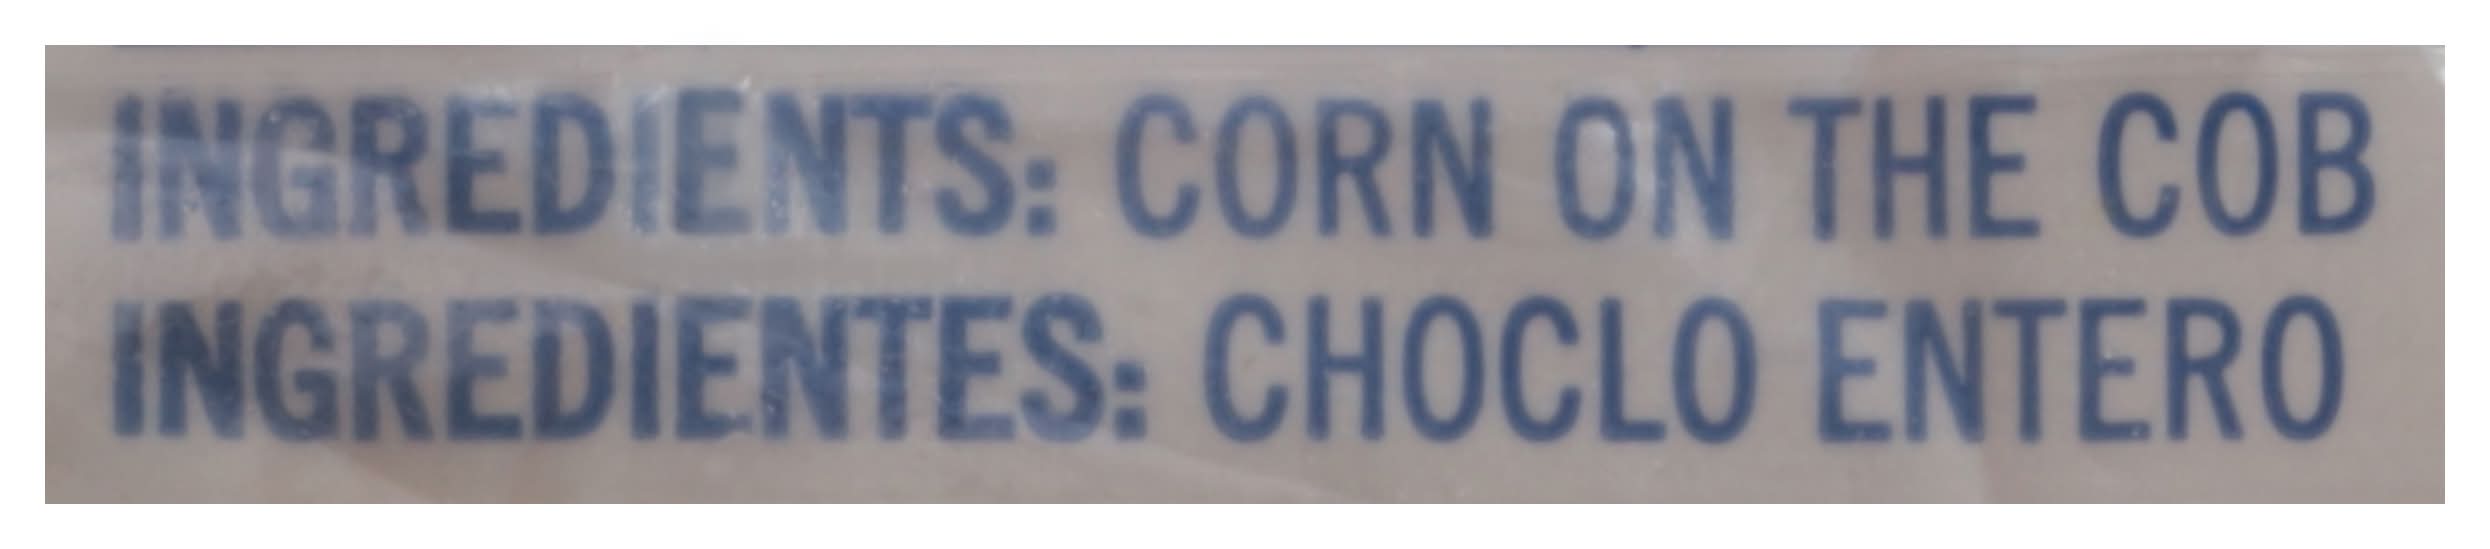 INGREDIENTS: CORN ON THE COB
INGREDIENTES: CHOCLO ENTERO